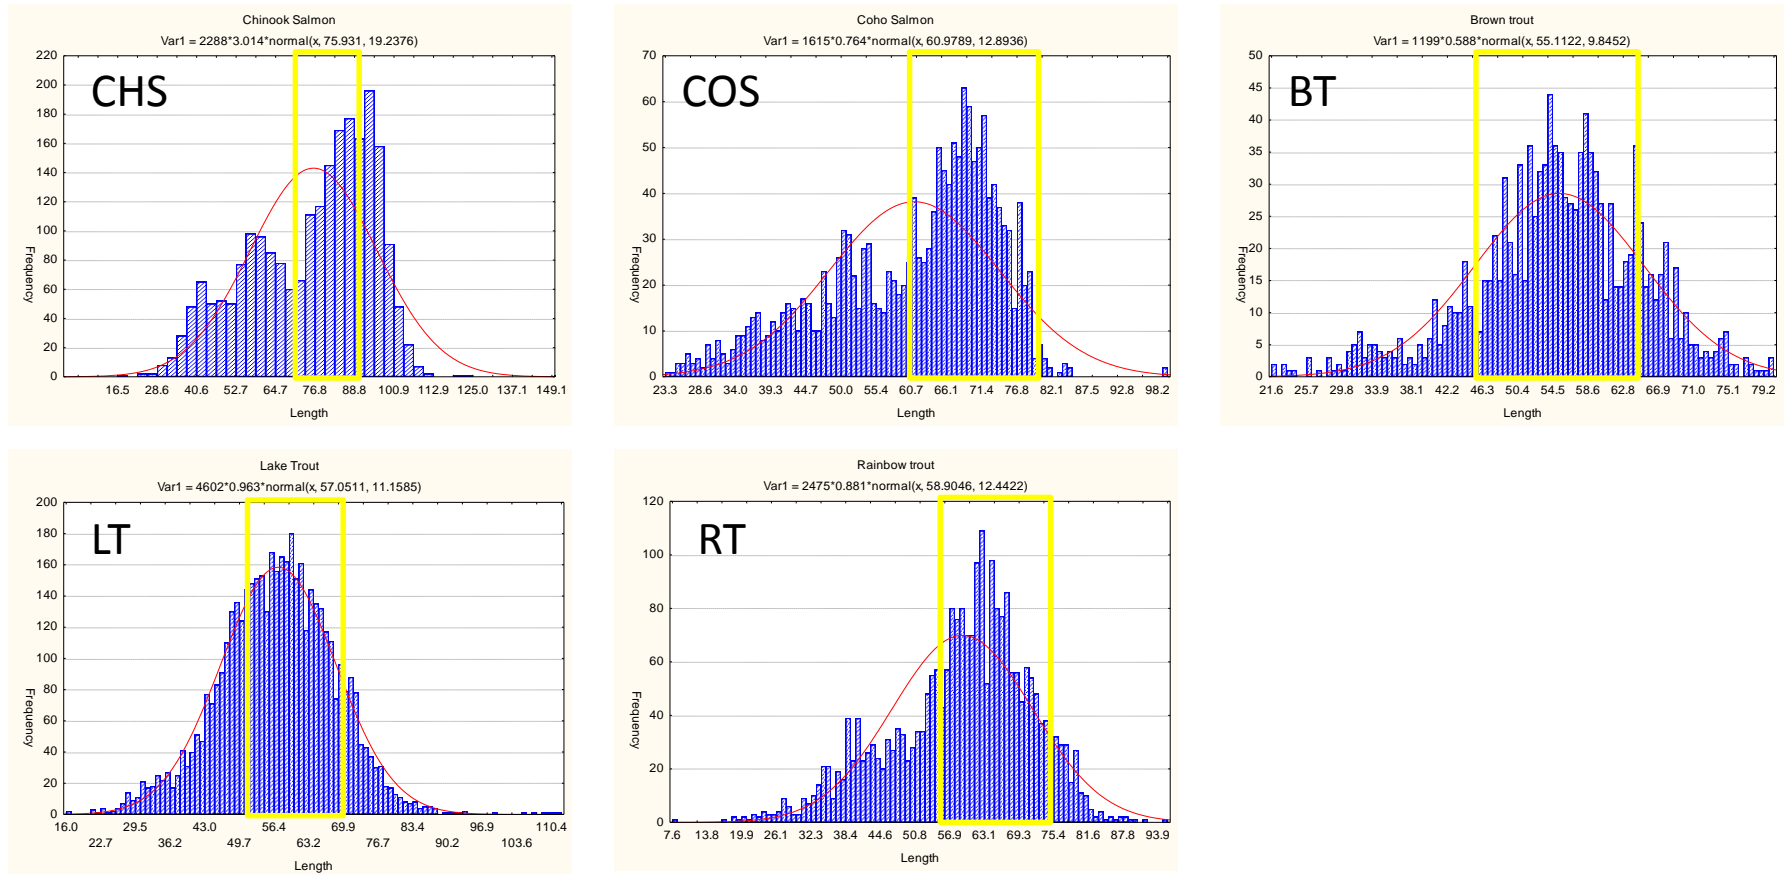 Chinook Salmon
Var1 = 2288*3.014*normal(x, 75.931, 19.2376)
CHS
220
200
180
160
140
120
100
80
60
40
20
0
Frequency
16.5 28.6 40.6 52.7 64.7 76.8 88.8 100.9 112.9 125.0 137.1 149.1
Length
Coho Salmon
Var1 = 1615*0.764*normal(x, 60.9789, 12.8936)
COS
70
60
50
40
30
20
10
0
Frequency
23.3 28.6 34.0 39.3 44.7 50.0 55.4 60.7 66.1 71.4 76.8 82.1 87.5 92.8 98.2
Length
Brown trout
Var1 = 1199*0.588*normal(x, 55.1122, 9.8452)
BT
50
45
40
35
30
25
20
15
10
5
0
Frequency
21.6 25.7 29.8 33.9 38.1 42.2 46.3 50.4 54.5 58.6 62.8 66.9 71.0 75.1 79.2
Length
Lake Trout
Var1 = 4602*0.963*normal(x, 57.0511, 11.1585)
LT
200
180
160
140
120
100
80
60
40
20
0
Frequency
16.0 29.5 43.0 56.4 69.9 83.4 96.9 110.4
22.7 36.2 49.7 63.2 76.7 90.2 103.6
Length
Rainbow trout
Var1 = 2475*0.881*normal(x, 58.9046, 12.4422)
RT
120
100
80
60
40
20
0
Frequency
7.6 13.8 19.9 26.1 32.3 38.4 44.6 50.8 56.9 63.1 69.3 75.4 81.6 87.8 93.9
Length